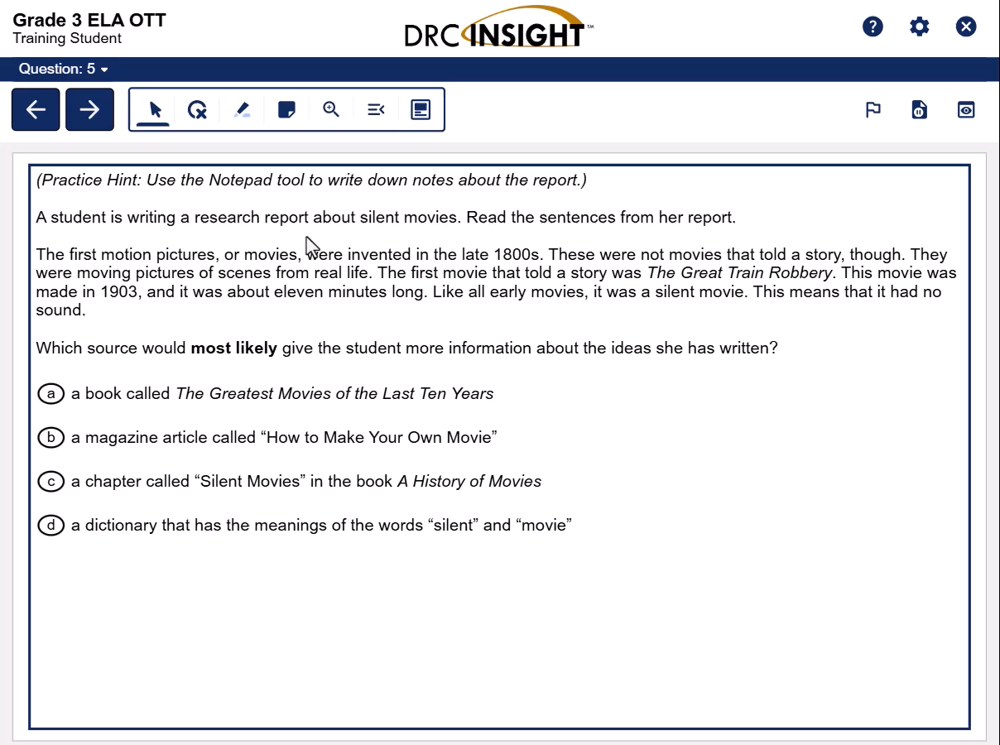 Grade 3 ELA OTT
Training Student
DRC INSIGHT™
Question: 5
(Practice Hint: Use the Notepad tool to write down notes about the report.)
A student is writing a research report about silent movies. Read the sentences from her report.
The first motion pictures, or movies, were invented in the late 1800s. These were not movies that told a story, though. They
were moving pictures of scenes from real life. The first movie that told a story was The Great Train Robbery. This movie was
made in 1903, and it was about eleven minutes long. Like all early movies, it was a silent movie. This means that it had no
sound.
Which source would most likely give the student more information about the ideas she has written?
a a book called The Greatest Movies of the Last Ten Years
b a magazine article called “How to Make Your Own Movie”
c a chapter called “Silent Movies” in the book A History of Movies
d a dictionary that has the meanings of the words “silent” and “movie”